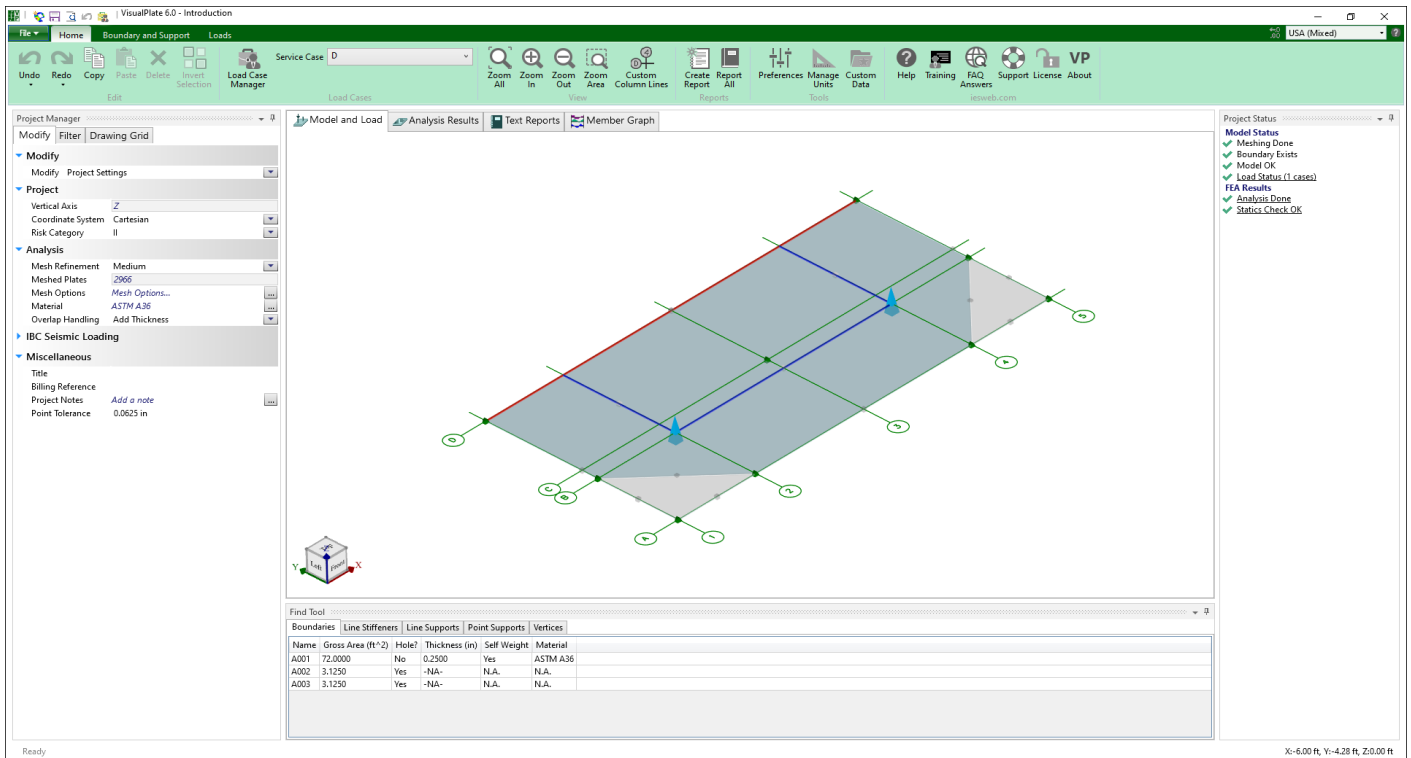 VisualPlate 6.0 - Introduction
File Home Boundary and Support Loads USA (Mixed)
Undo Redo Copy Paste Delete Invert Selection Load Case Manager Service Case D Zoom All Zoom In Zoom Out Zoom Area Custom Column Lines Create Report Report All Preferences Manage Units Custom Data Help Training FAQ Answers Support License About VP
Edit Load Cases View Reports Tools iesweb.com
Project Manager
Modify Filter Drawing Grid
Modify
Modify Project Settings
Project
Vertical Axis Z
Coordinate System Cartesian
Risk Category II
Analysis
Mesh Refinement Medium
Meshed Plates 2966
Mesh Options Mesh Options...
Material ASTM A36
Overlap Handling Add Thickness
IBC Seismic Loading
Miscellaneous
Title
Billing Reference
Project Notes Add a note
Point Tolerance 0.0625 in
Model and Load Analysis Results Text Reports Member Graph
5
4
3
D
2
C
B
A
1
Left Front
Y X
Find Tool
Boundaries Line Stiffeners Line Supports Point Supports Vertices
Name Gross Area (ft^2) Hole? Thickness (in) Self Weight Material
A001 72.0000 No 0.2500 Yes ASTM A36
A002 3.1250 Yes -NA- N.A. N.A.
A003 3.1250 Yes -NA- N.A. N.A.
Project Status
Model Status
Meshing Done
Boundary Exists
Model OK
Load Status (1 cases)
FEA Results
Analysis Done
Statics Check OK
Ready
X:-6.00 ft, Y:-4.28 ft, Z:0.00 ft